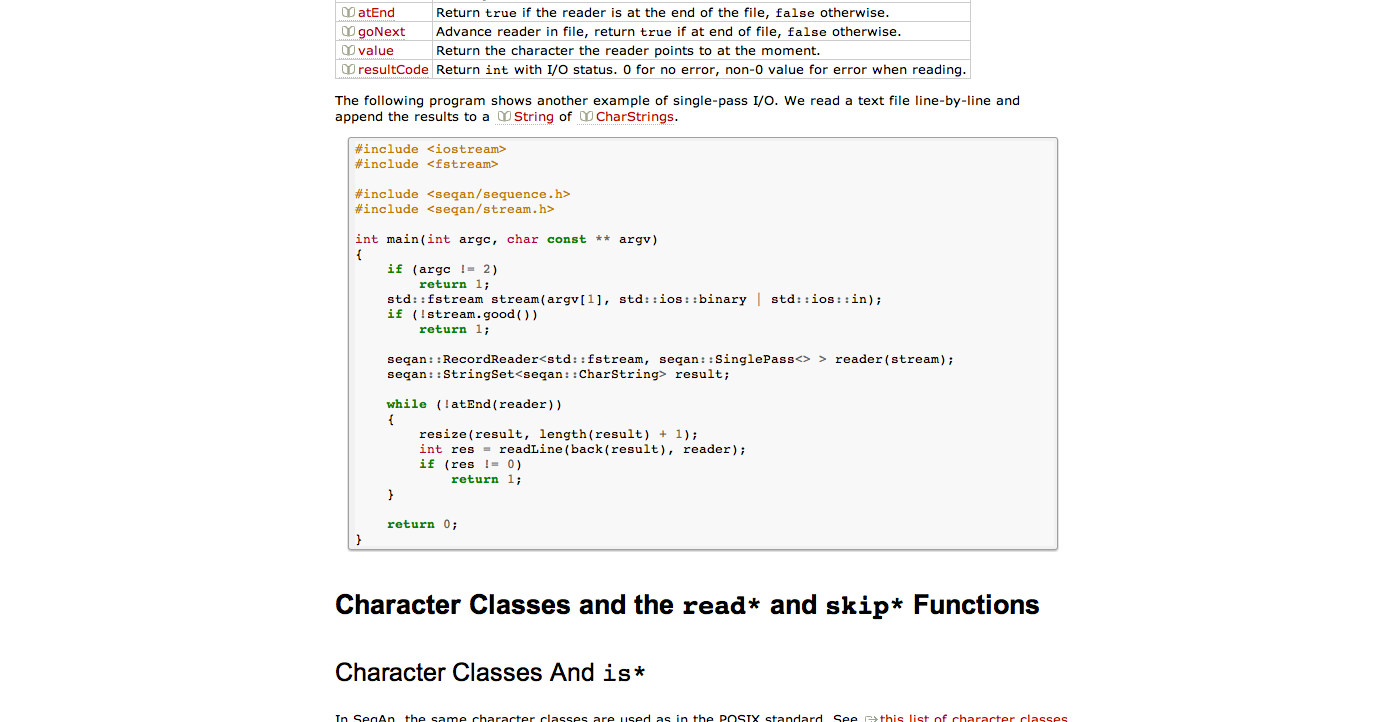 atEnd Return true if the reader is at the end of the file, false otherwise.
goNext Advance reader in file, return true if at end of file, false otherwise.
value Return the character the reader points to at the moment.
resultCode Return int with I/O status. 0 for no error, non-0 value for error when reading.
The following program shows another example of single-pass I/O. We read a text file line-by-line and
append the results to a String of CharStrings.
#include <iostream>
#include <fstream>
#include <seqan/sequence.h>
#include <seqan/stream.h>
int main(int argc, char const ** argv)
{
    if (argc != 2)
        return 1;
    std::fstream stream(argv[1], std::ios::binary | std::ios::in);
    if (!stream.good())
        return 1;
    seqan::RecordReader<std::fstream, seqan::SinglePass<> > reader(stream);
    seqan::StringSet<seqan::CharString> result;
    while (!atEnd(reader))
    {
        resize(result, length(result) + 1);
        int res = readLine(back(result), reader);
        if (res != 0)
            return 1;
    }
    return 0;
}
Character Classes and the read* and skip* Functions
Character Classes And is*
In SeqAn, the same character classes are used as in the POSIX standard. See this list of character classes